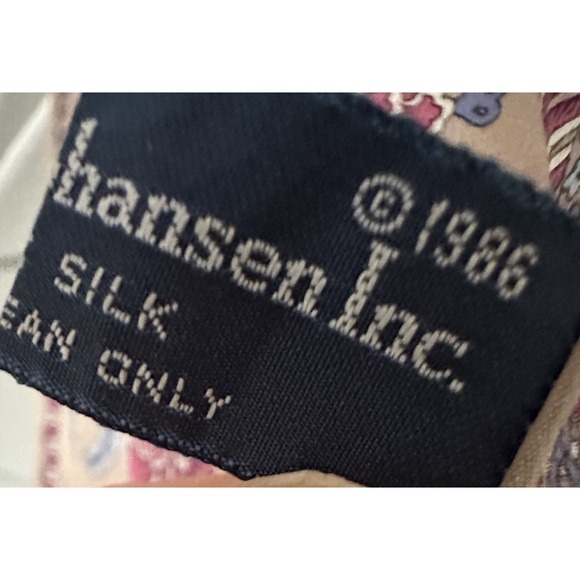 © 1986
hansen Inc.
SILK
EAN ONLY